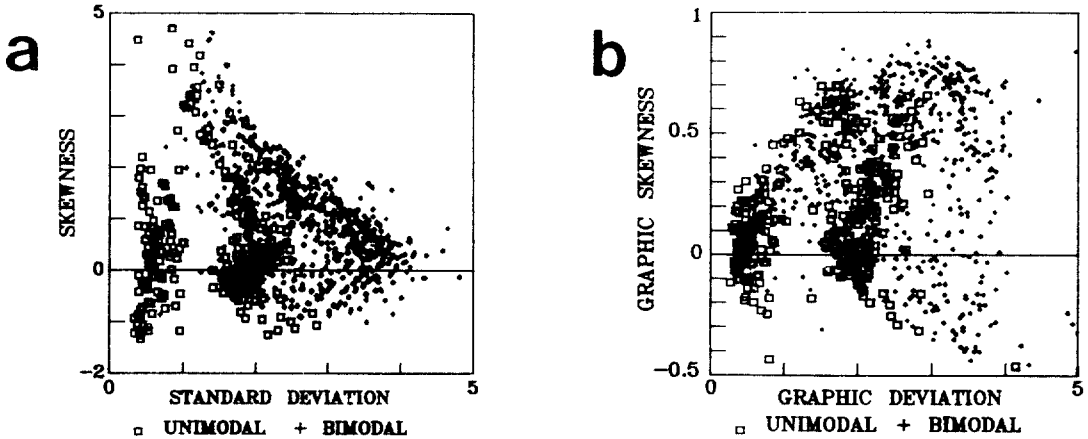 a
5
SKEWNESS
0
-2
0
5
STANDARD DEVIATION
□ UNIMODAL + BIMODAL
b
1
0.5
GRAPHIC SKEWNESS
0
-0.5
0
5
GRAPHIC DEVIATION
□ UNIMODAL + BIMODAL